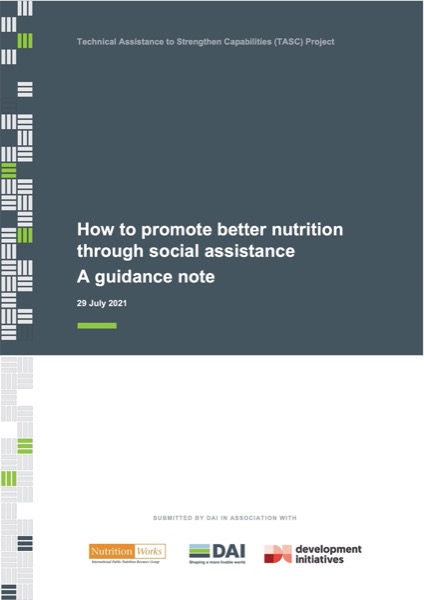 Technical Assistance to Strengthen Capabilities (TASC) Project
How to promote better nutrition
through social assistance
A guidance note
29 July 2021
SUBMITTED BY DAI IN ASSOCIATION WITH
Nutrition Works
International Public Nutrition Resource Group
DAI
Shaping a more livable world.
development
initiatives